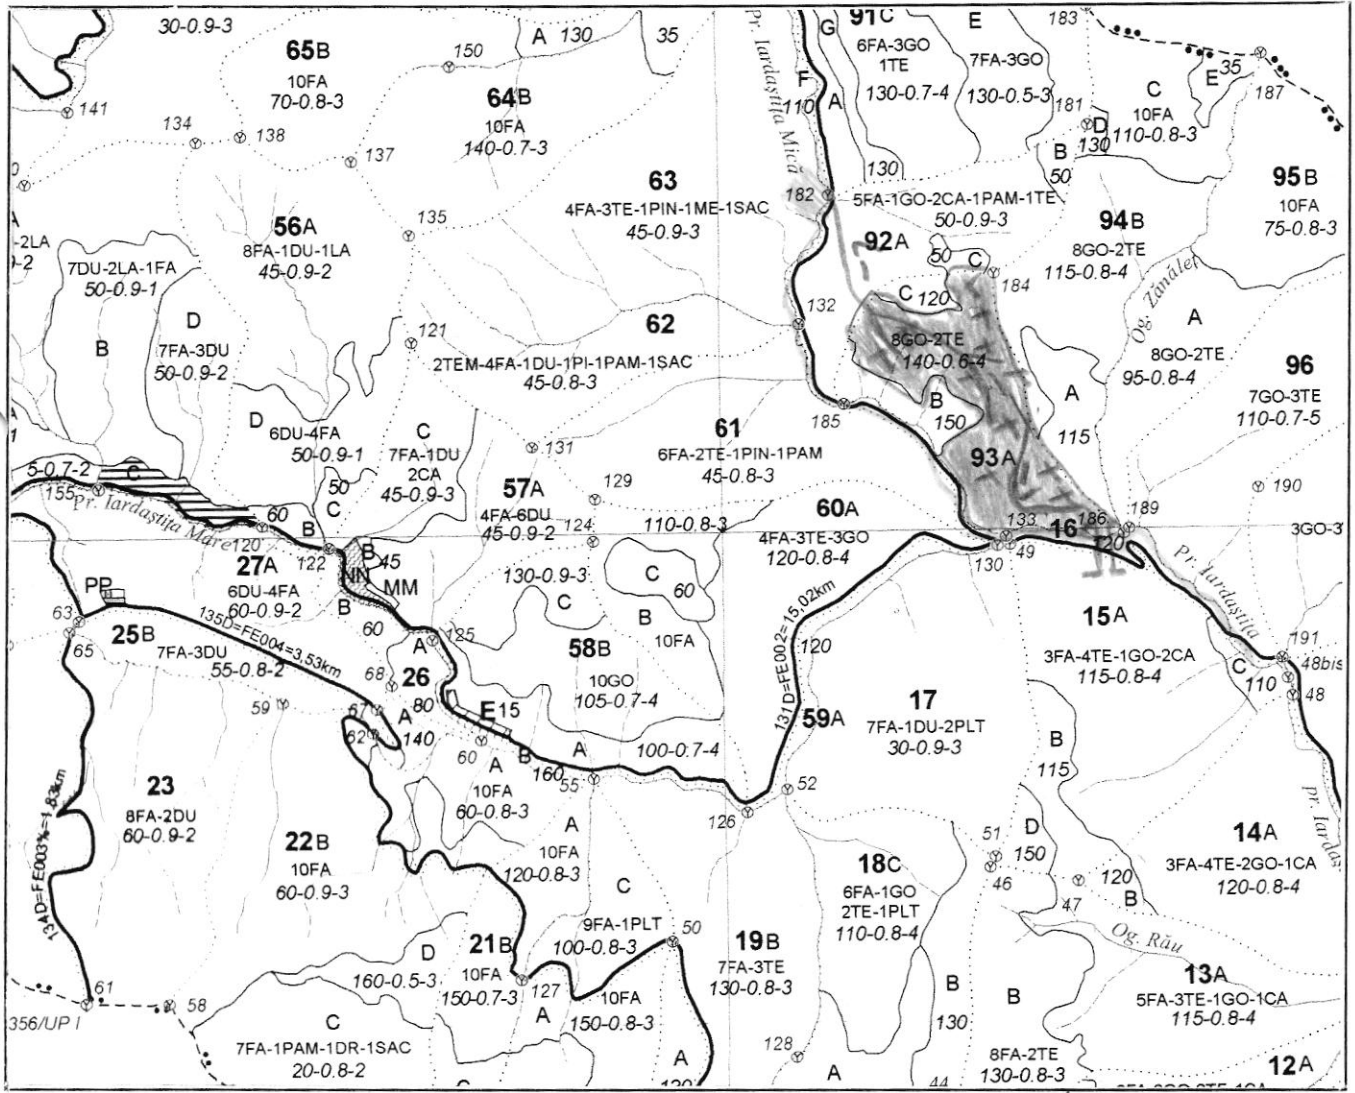 30-0.9-3
65B
10FA
70-0.8-3
150
A 130
35
64B
10FA
140-0.7-3
Pr. Iardaştiţa Mică
F
110
G
A
91C
6FA-3GO
1TE
130-0.7-4
130
E
7FA-3GO
130-0.5-3
183
181
C
10FA
110-0.8-3
E 35
187
D
130
B
50
141
134
138
137
135
56A
8FA-1DU-1LA
45-0.9-2
63
4FA-3TE-1PIN-1ME-1SAC
45-0.9-3
182
5FA-1GO-2CA-1PAM-1TE
50-0.9-3
92A
50
C
184
94B
8GO-2TE
115-0.8-4
95B
10FA
75-0.8-3
Og. Zănăleţ
7DU-2LA-1FA
50-0.9-1
B
D
7FA-3DU
50-0.9-2
121
62
2TEM-4FA-1DU-1PI-1PAM-1SAC
45-0.8-3
132
C 120
8GO-2TE
140-0.6-4
A
8GO-2TE
95-0.8-4
96
7GO-3TE
110-0.7-5
B
150
A
115
185
D
6DU-4FA
50-0.9-1
C
7FA-1DU
2CA
45-0.9-3
131
61
6FA-2TE-1PIN-1PAM
45-0.8-3
93A
5-0.7-2
C
155
Pr. Iardaştiţa Mare
120
60
B
50
C
122
57A
4FA-6DU
45-0.9-2
129
124
110-0.8-3
60A
4FA-3TE-3GO
120-0.8-4
133
49
130
16
186
120
189
190
3GO-3
Pr. Iardaştiţa
27A
6DU-4FA
60-0.9-2
B
45
NN
MM
B
60
130-0.9-3
C
C
60
B
10FA
58B
10GO
105-0.7-4
131D=FE002=15,02km
120
15A
3FA-4TE-1GO-2CA
115-0.8-4
C
110
191
48bis
48
PP
63
65
25B
7FA-3DU
55-0.8-2
135D=FE004=3,53km
68
26
80
A
125
E15
59
67
62
A
140
60
A
10FA
60-0.8-3
B
160
A
55
100-0.7-4
59A
17
7FA-1DU-2PLT
30-0.9-3
B
115
52
126
23
8FA-2DU
60-0.9-2
134D=FE003%=1,83km
22B
10FA
60-0.9-3
A
10FA
120-0.8-3
C
9FA-1PLT
100-0.8-3
50
18C
6FA-1GO
2TE-1PLT
110-0.8-4
51
46
D
150
47
120
B
14A
3FA-4TE-2GO-1CA
120-0.8-4
Og. Rău
D
160-0.5-3
21B
10FA
150-0.7-3
127
A
10FA
150-0.8-3
19B
7FA-3TE
130-0.8-3
B
130
B
13A
5FA-3TE-1GO-1CA
115-0.8-4
61
58
356/UP I
C
7FA-1PAM-1DR-1SAC
20-0.8-2
A
128
A
8FA-2TE
130-0.8-3
44
12A